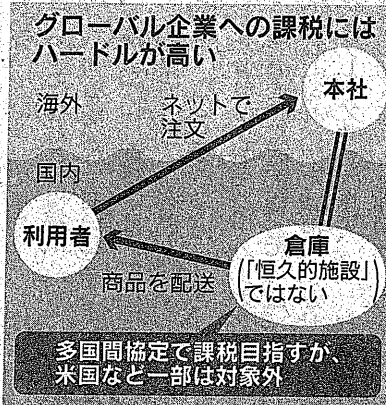 グローバル企業への課税には
ハードルが高い
本社
海外
ネットで
注文
国内
利用者
倉庫
(「恒久的施設」
ではない)
商品を配送
多国間協定で課税目指すが、
米国など一部は対象外